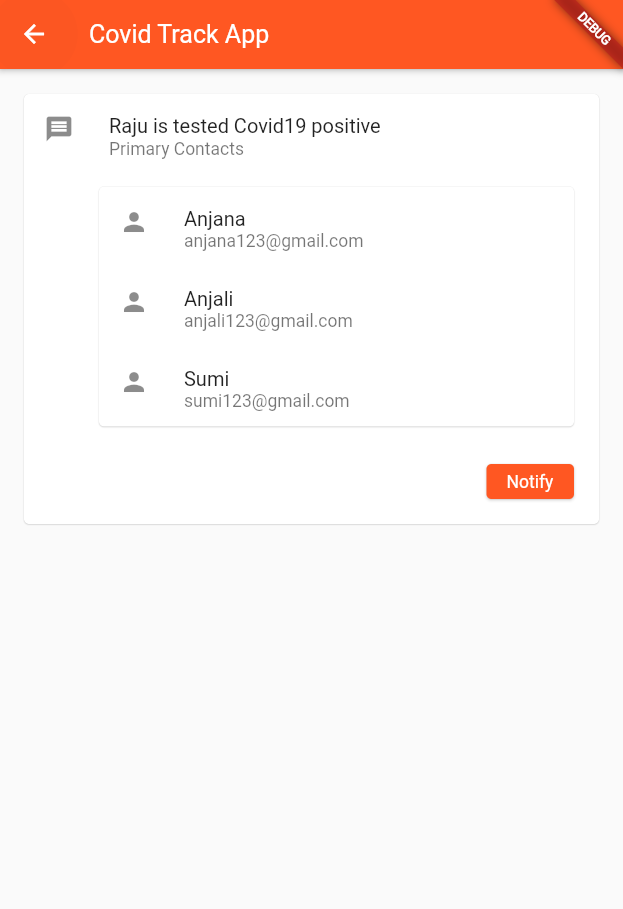 Covid Track App
DEBUG
Raju is tested Covid19 positive
Primary Contacts
Anjana
anjana123@gmail.com
Anjali
anjali123@gmail.com
Sumi
sumi123@gmail.com
Notify